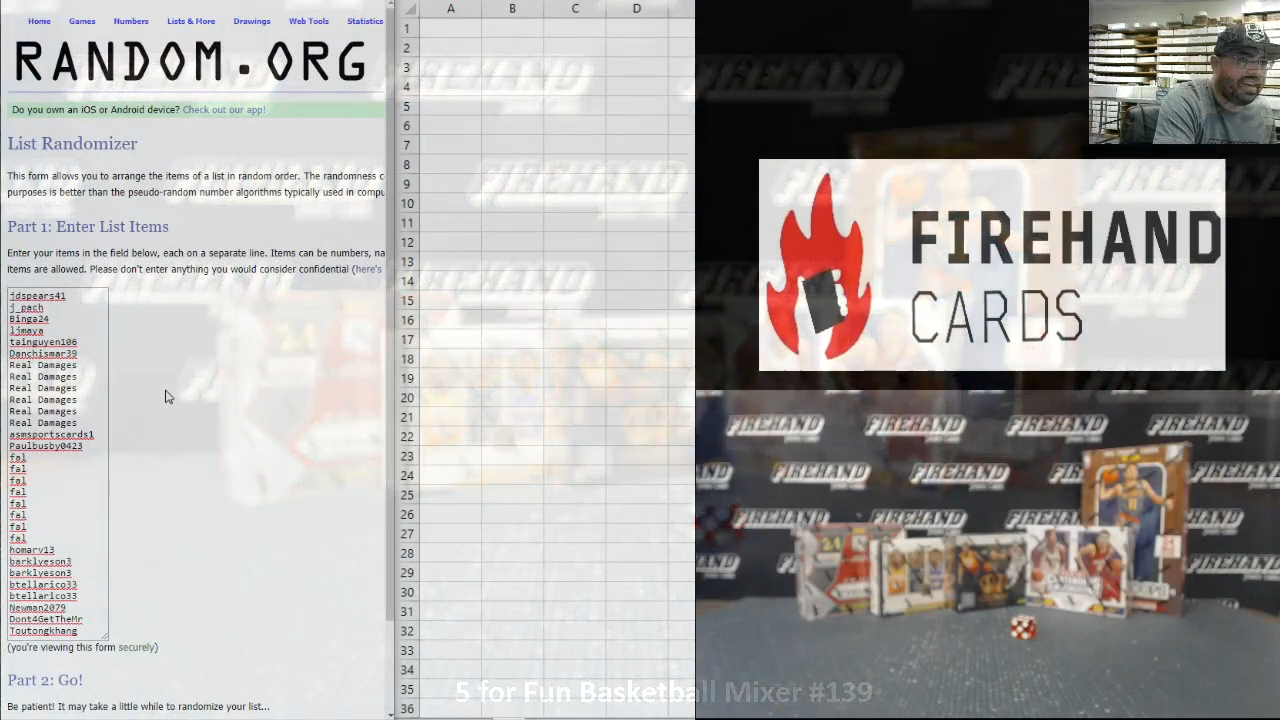 Home Games Numbers Lists & More Drawings Web Tools Statistics
RANDOM.ORG
Do you own an iOS or Android device? Check out our app!
List Randomizer
This form allows you to arrange the items of a list in random order. The randomness c
purposes is better than the pseudo-random number algorithms typically used in compu
Part 1: Enter List Items
Enter your items in the field below, each on a separate line. Items can be numbers, na
items are allowed. Please don't enter anything you would consider confidential (here's
jdspears41
j_pach
Binga24
ljmaya
tainguyen106
Danchismar39
Real Damages
Real Damages
Real Damages
Real Damages
Real Damages
Real Damages
asmsportscards1
Paulbusby0423
fal
fal
fal
fal
fal
fal
fal
fal
homarv13
barklyeson3
barklyeson3
btellarico33
btellarico33
Newman2079
Dont4GetTheMr
Toutongkhang
(you're viewing this form securely)
Part 2: Go!
Be patient! It may take a little while to randomize your list...
A B C D
1
2
3
4
5
6
7
8
9
10
11
12
13
14
15
16
17
18
19
20
21
22
23
24
25
26
27
28
29
30
31
32
33
34
35
36
FIREHAND
CARDS
FIREHAND FIREHAND FIREHAND
FIREHAND FIREHAND
FIREHAND FIREHAND
5 for Fun Basketball Mixer #139